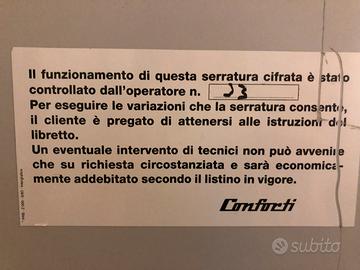 Il funzionamento di questa serratura cifrata è stato
controllato dall'operatore n. 23
Per eseguire le variazioni che la serratura consente,
il cliente è pregato di attenersi alle istruzioni del
libretto.
Un eventuale intervento di tecnici non può avvenire
che su richiesta circostanziata e sarà economica-
mente addebitato secondo il listino in vigore.
Conforti
subito